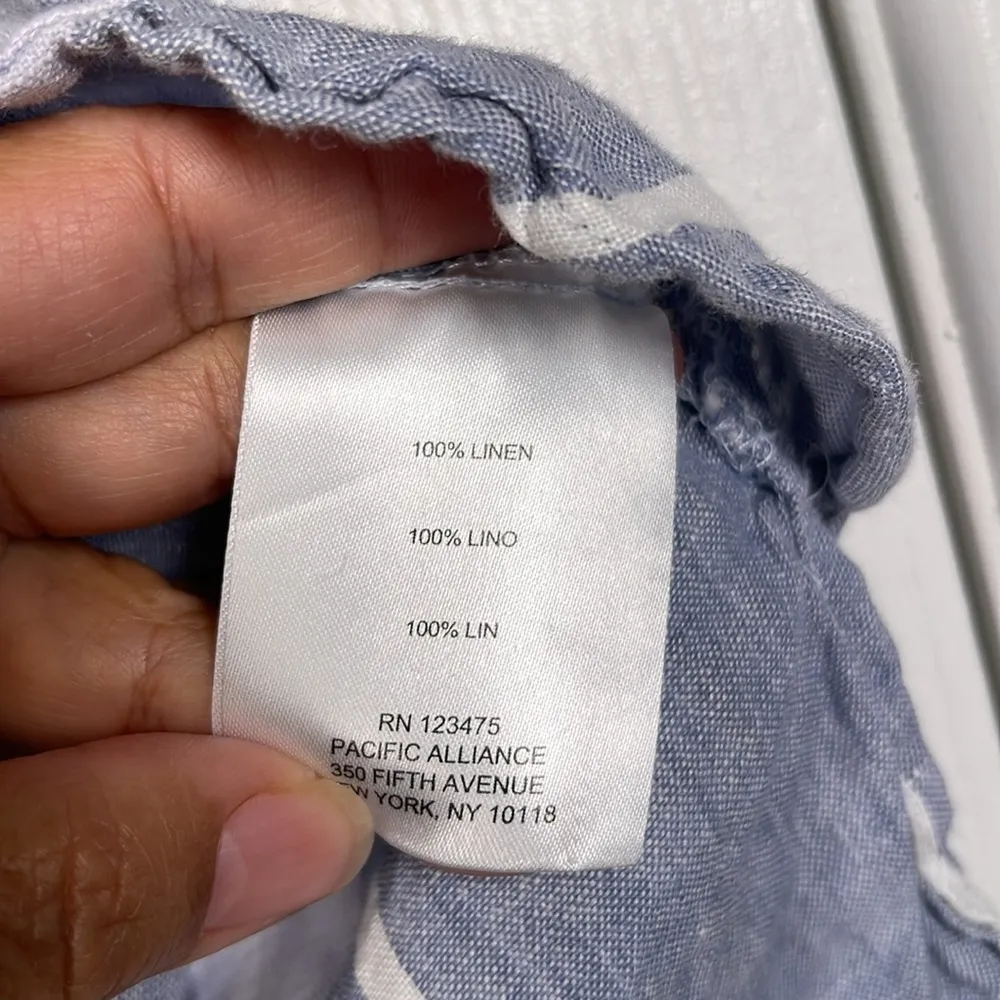 100% LINEN
100% LINO
100% LIN
RN 123475
PACIFIC ALLIANCE
350 FIFTH AVENUE
YORK, NY 10118